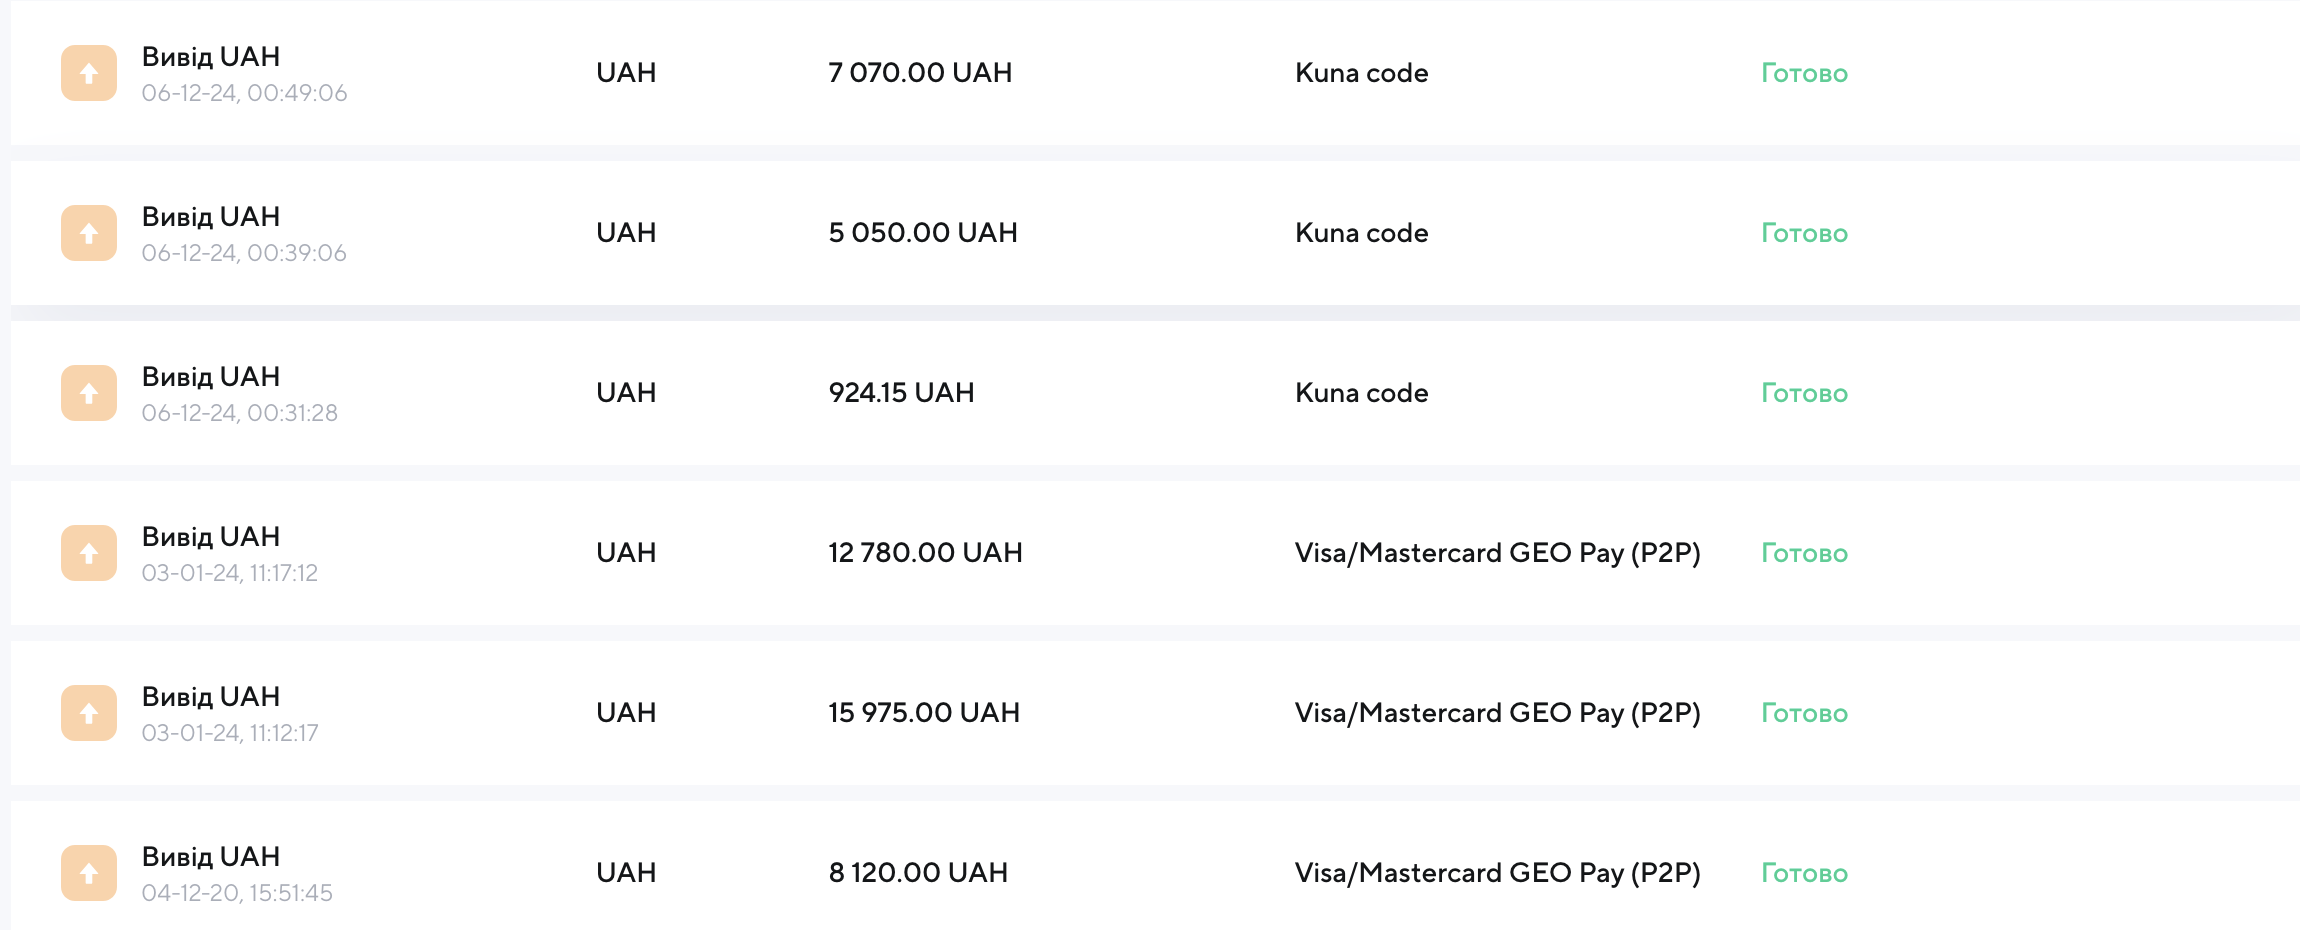 Вивід UAH
06-12-24, 00:49:06
UAH
7 070.00 UAH
Kuna code
Готово
Вивід UAH
06-12-24, 00:39:06
UAH
5 050.00 UAH
Kuna code
Готово
Вивід UAH
06-12-24, 00:31:28
UAH
924.15 UAH
Kuna code
Готово
Вивід UAH
03-01-24, 11:17:12
UAH
12 780.00 UAH
Visa/Mastercard GEO Pay (P2P)
Готово
Вивід UAH
03-01-24, 11:12:17
UAH
15 975.00 UAH
Visa/Mastercard GEO Pay (P2P)
Готово
Вивід UAH
04-12-20, 15:51:45
UAH
8 120.00 UAH
Visa/Mastercard GEO Pay (P2P)
Готово